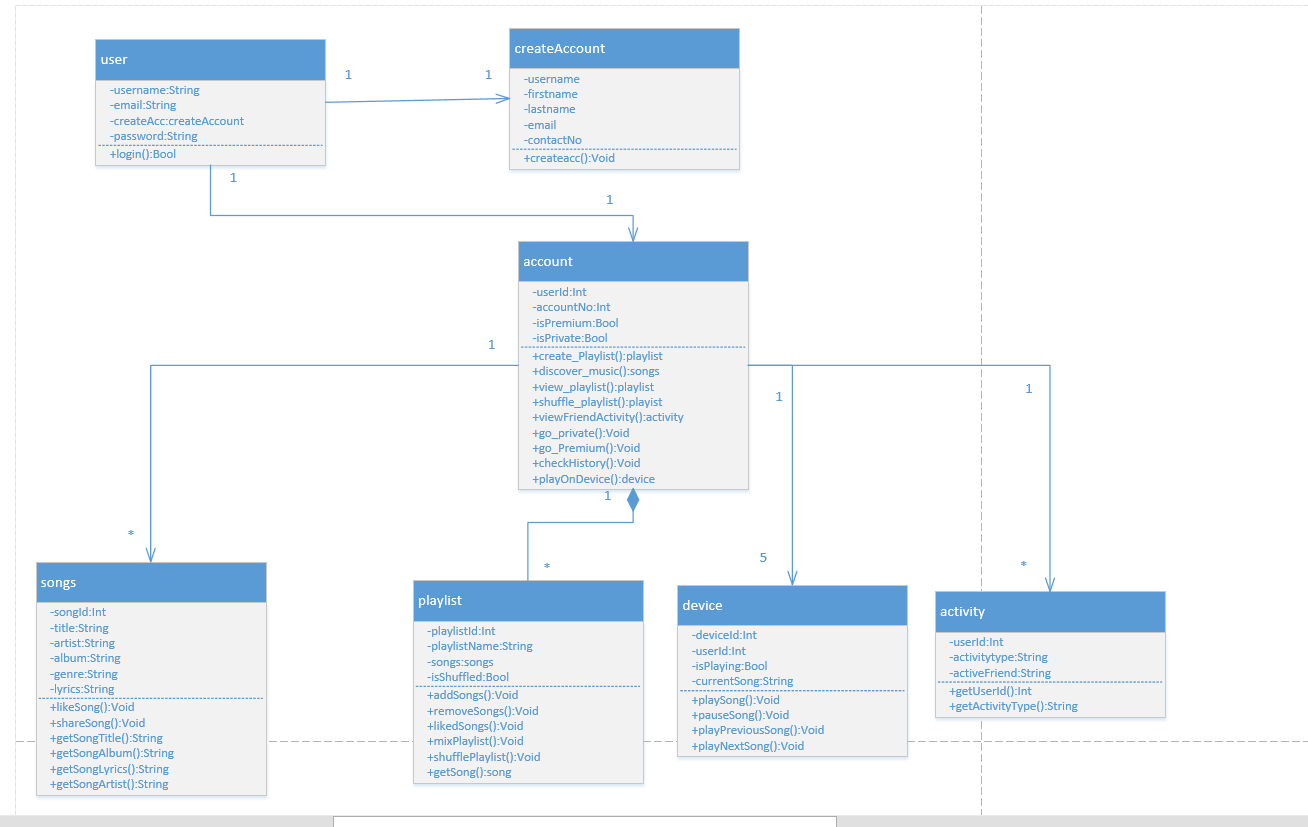 user
-username:String
-email:String
-createAcc:createAccount
-password:String
+login():Bool
1
1
createAccount
-username
-firstname
-lastname
-email
-contactNo
+createacc():Void
1
1
account
-userId:Int
-accountNo:Int
-isPremium:Bool
-isPrivate:Bool
+create_Playlist():playlist
+discover_music():songs
+view_playlist():playlist
+shuffle_playlist():playist
+viewFriendActivity():activity
+go_private():Void
+go_Premium():Void
+checkHistory():Void
+playOnDevice():device
1
*
1
*
1
5
1
*
songs
-songId:Int
-title:String
-artist:String
-album:String
-genre:String
-lyrics:String
+likeSong():Void
+shareSong():Void
+getSongTitle():String
+getSongAlbum():String
+getSongLyrics():String
+getSongArtist():String
playlist
-playlistId:Int
-playlistName:String
-songs:songs
-isShuffled:Bool
+addSongs():Void
+removeSongs():Void
+likedSongs():Void
+mixPlaylist():Void
+shufflePlaylist():Void
+getSong():song
device
-deviceId:Int
-userId:Int
-isPlaying:Bool
-currentSong:String
+playSong():Void
+pauseSong():Void
+playPreviousSong():Void
+playNextSong():Void
activity
-userId:Int
-activitytype:String
-activeFriend:String
+getUserId():Int
+getActivityType():String